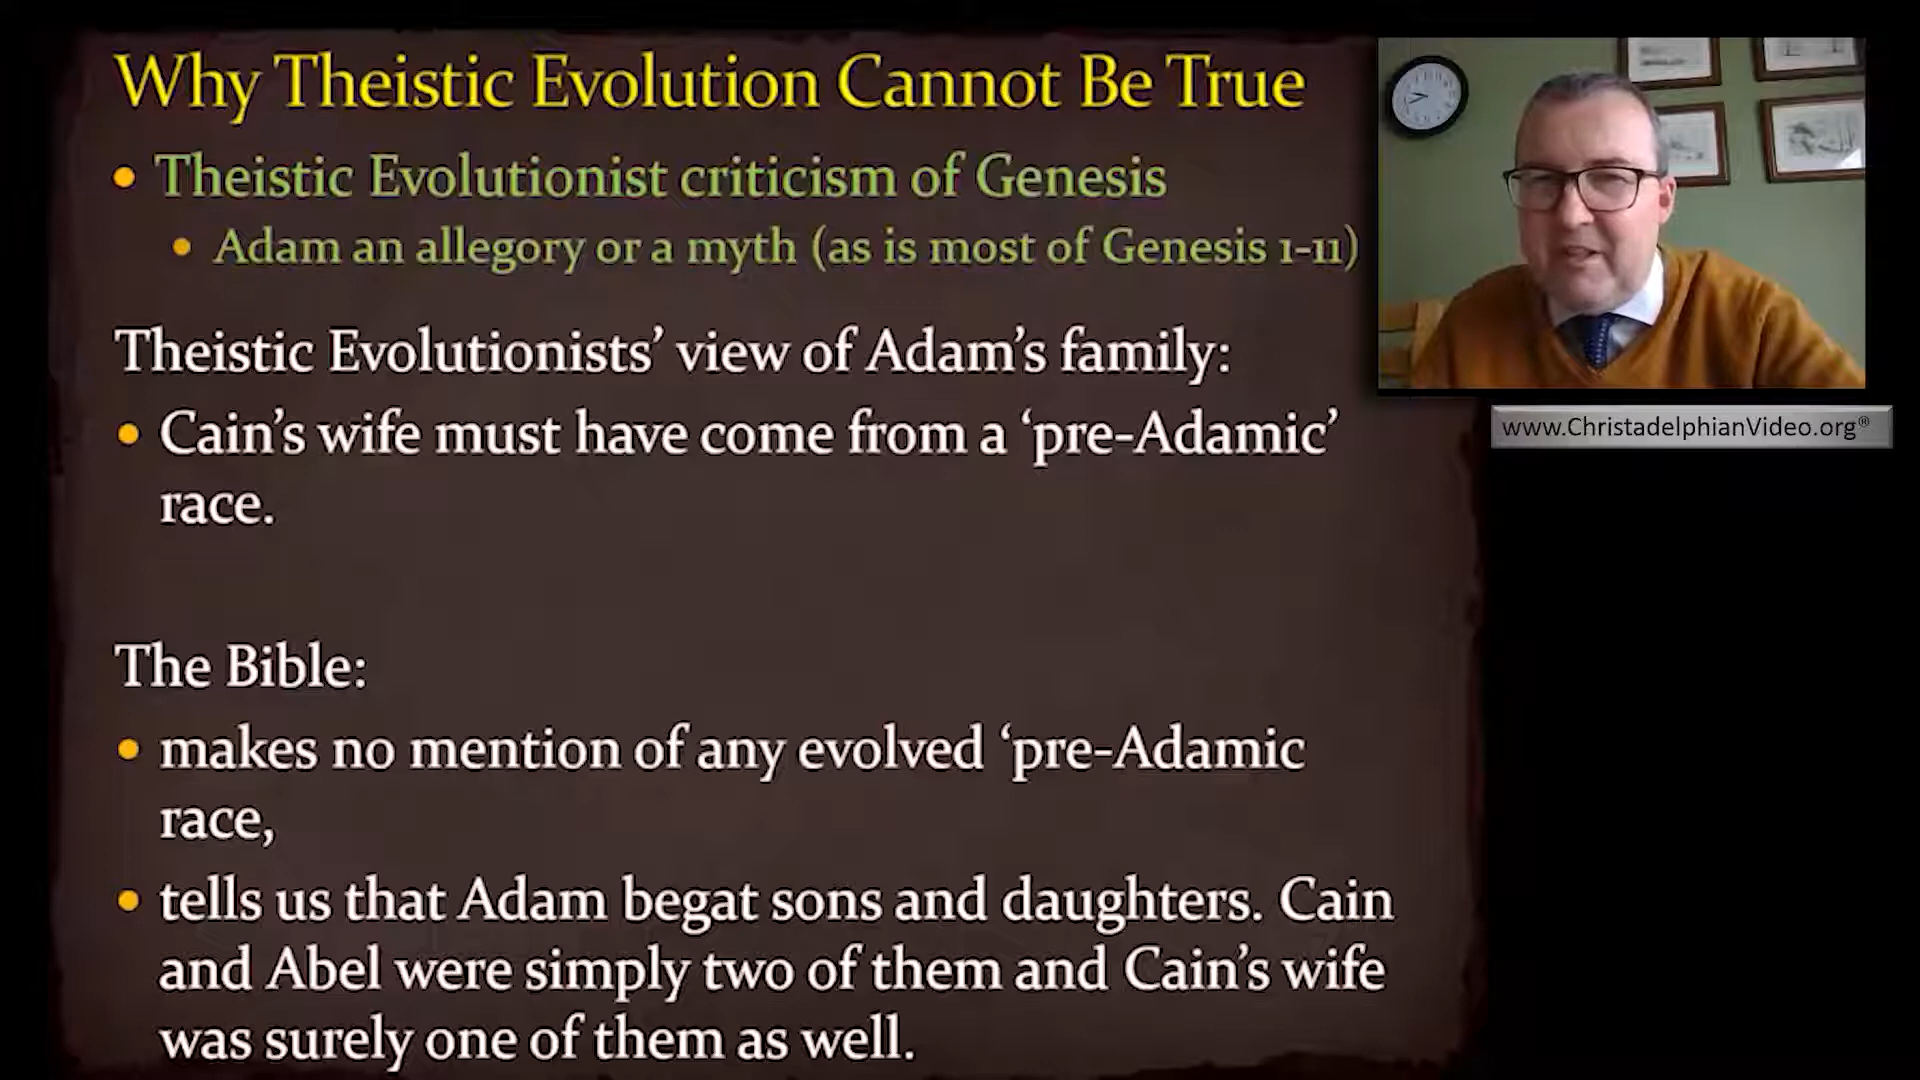 Why Theistic Evolution Cannot Be True
• Theistic Evolutionist criticism of Genesis
• Adam an allegory or a myth (as is most of Genesis 1-11)
Theistic Evolutionists’ view of Adam’s family:
• Cain’s wife must have come from a ‘pre-Adamic’
race.
The Bible:
• makes no mention of any evolved ‘pre-Adamic
race,
• tells us that Adam begat sons and daughters. Cain
and Abel were simply two of them and Cain’s wife
was surely one of them as well.
www.ChristadelphianVideo.org®